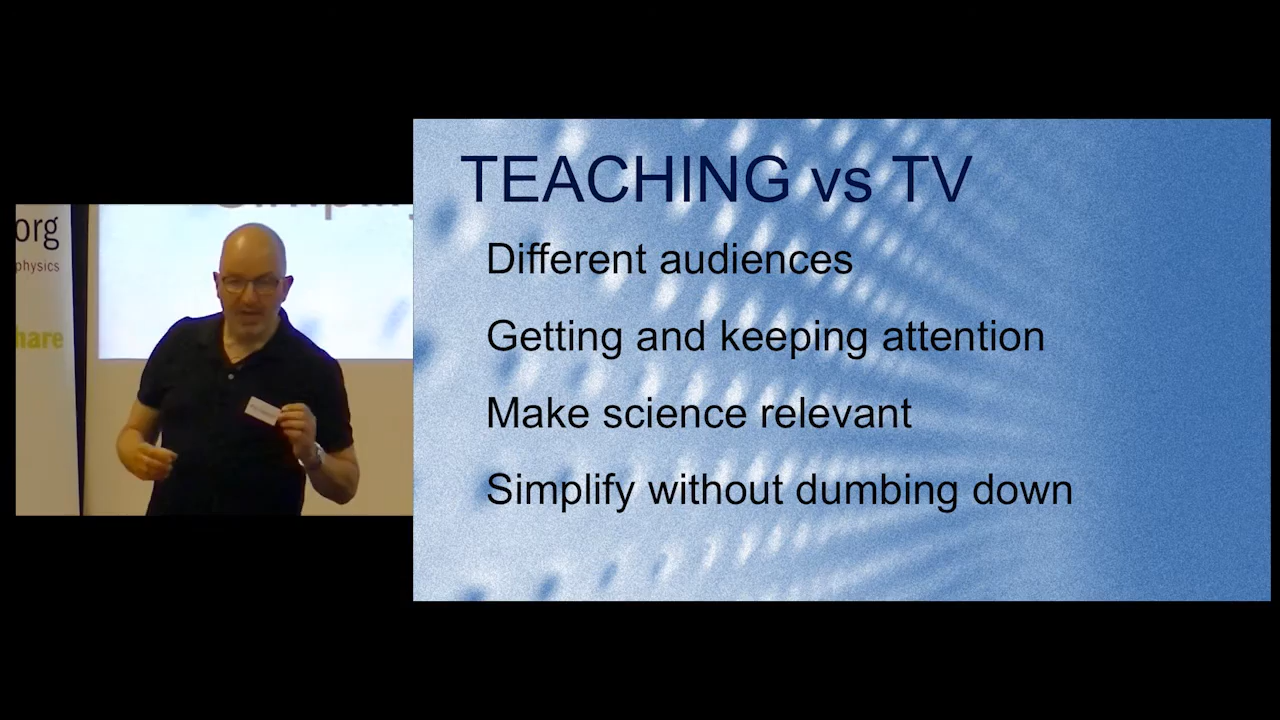 org
physics
hare
TEACHING vs TV
Different audiences
Getting and keeping attention
Make science relevant
Simplify without dumbing down